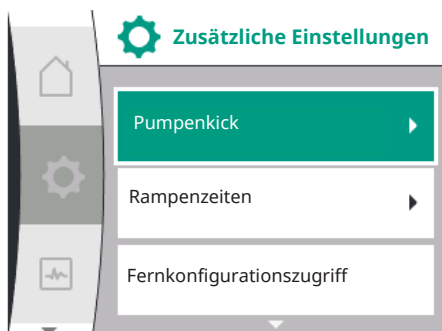 Zusätzliche Einstellungen
Pumpenkick
Rampenzeiten
Fernkonfigurationszugriff